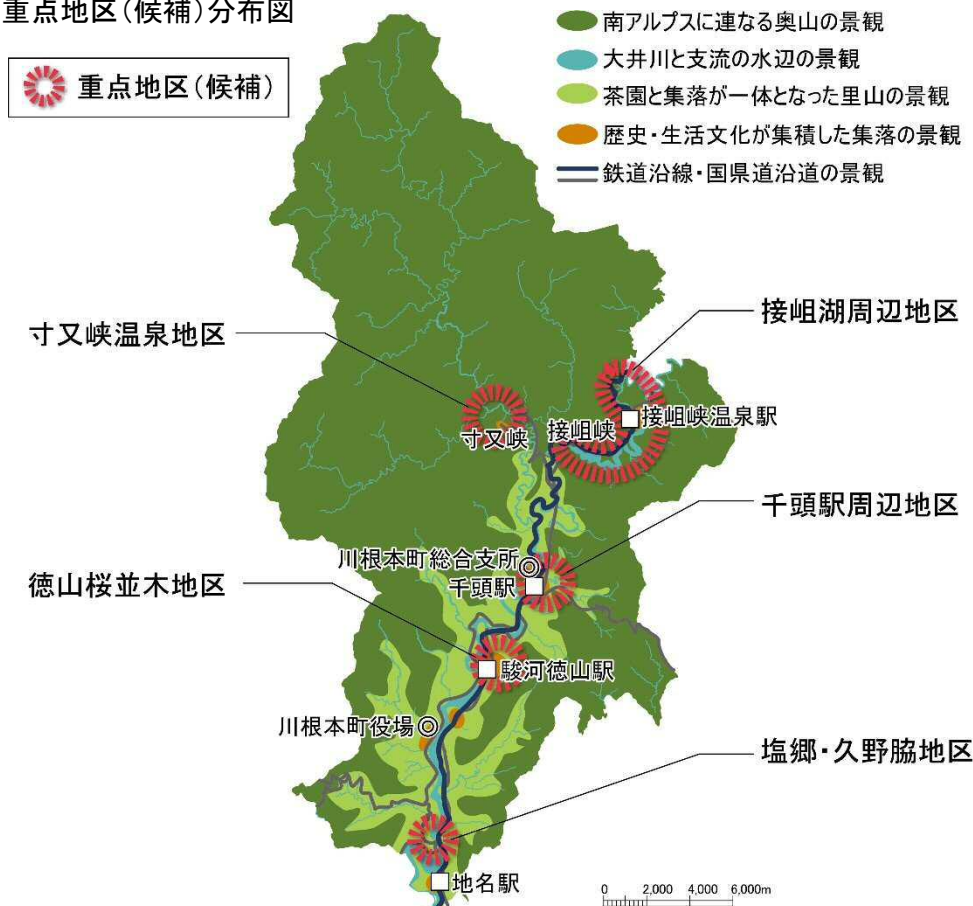 重点地区(候補)分布図
重点地区(候補)
南アルプスに連なる奥山の景観
大井川と支流の水辺の景観
茶園と集落が一体となった里山の景観
歴史・生活文化が集積した集落の景観
鉄道沿線・国県道沿道の景観
接岨湖周辺地区
寸又峡温泉地区
接岨峡温泉駅
寸又峡
接岨峡
千頭駅周辺地区
川根本町総合支所
千頭駅
徳山桜並木地区
駿河徳山駅
川根本町役場
塩郷・久野脇地区
地名駅
0 2,000 4,000 6,000m